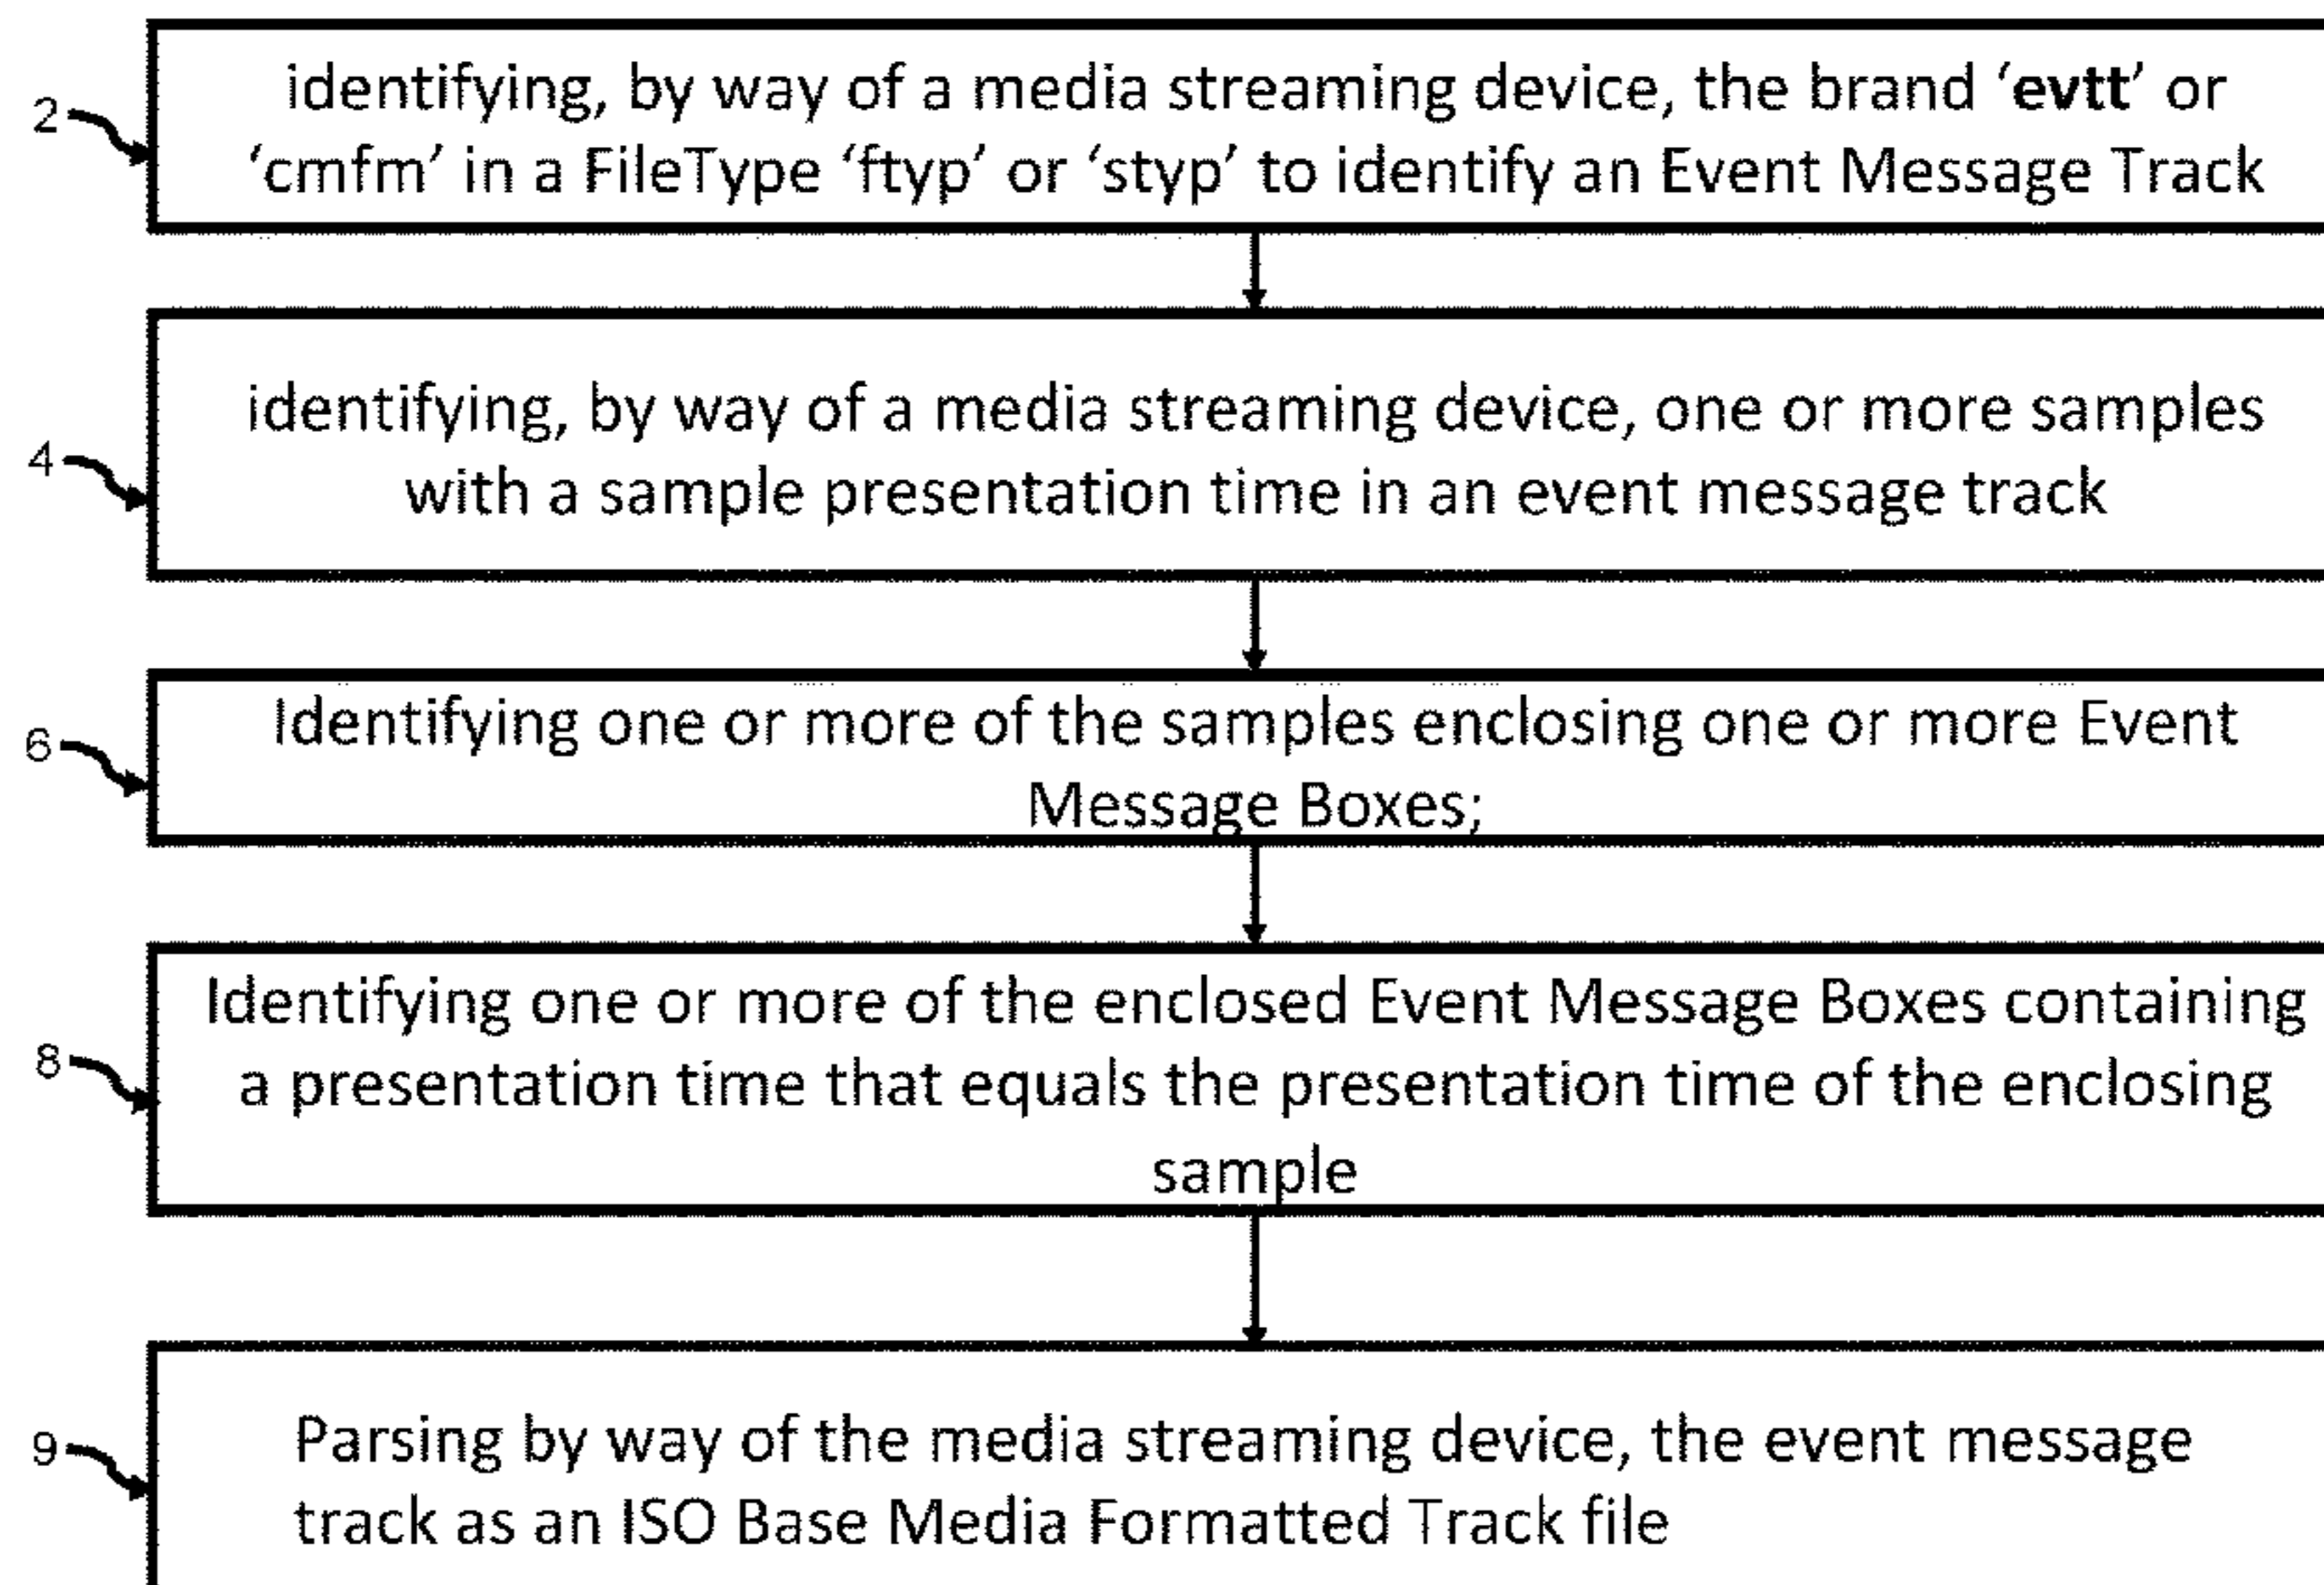 2
identifying, by way of a media streaming device, the brand ‘evtt’ or
‘cmfm’ in a FileType ‘ftyp’ or ‘styp’ to identify an Event Message Track
4
identifying, by way of a media streaming device, one or more samples
with a sample presentation time in an event message track
6
Identifying one or more of the samples enclosing one or more Event
Message Boxes;
8
Identifying one or more of the enclosed Event Message Boxes containing
a presentation time that equals the presentation time of the enclosing
sample
9
Parsing by way of the media streaming device, the event message
track as an ISO Base Media Formatted Track file